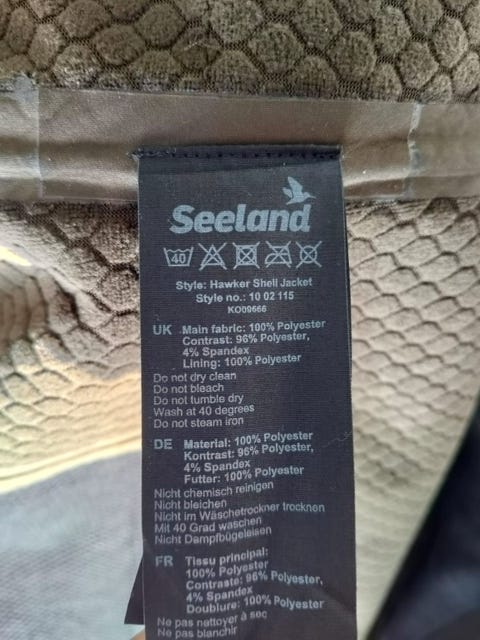 Seeland
40
Style: Hawker Shell Jacket
Style no.: 10 02 115
KO09666
UK Main fabric: 100% Polyester
Contrast: 96% Polyester,
4% Spandex
Lining: 100% Polyester
Do not dry clean
Do not bleach
Do not tumble dry
Wash at 40 degrees
Do not steam iron
DE Material: 100% Polyester
Kontrast: 96% Polyester,
4% Spandex
Futter: 100% Polyester
Nicht chemisch reinigen
Nicht bleichen
Nicht im Wäschetrockner trocknen
Mit 40 Grad waschen
Nicht Dampfbügeleisen
FR Tissu principal:
100% Polyester
Contraste: 96% Polyester,
4% Spandex
Doublure: 100% Polyester
Ne pas nettoyer à sec
Ne pas blanchir